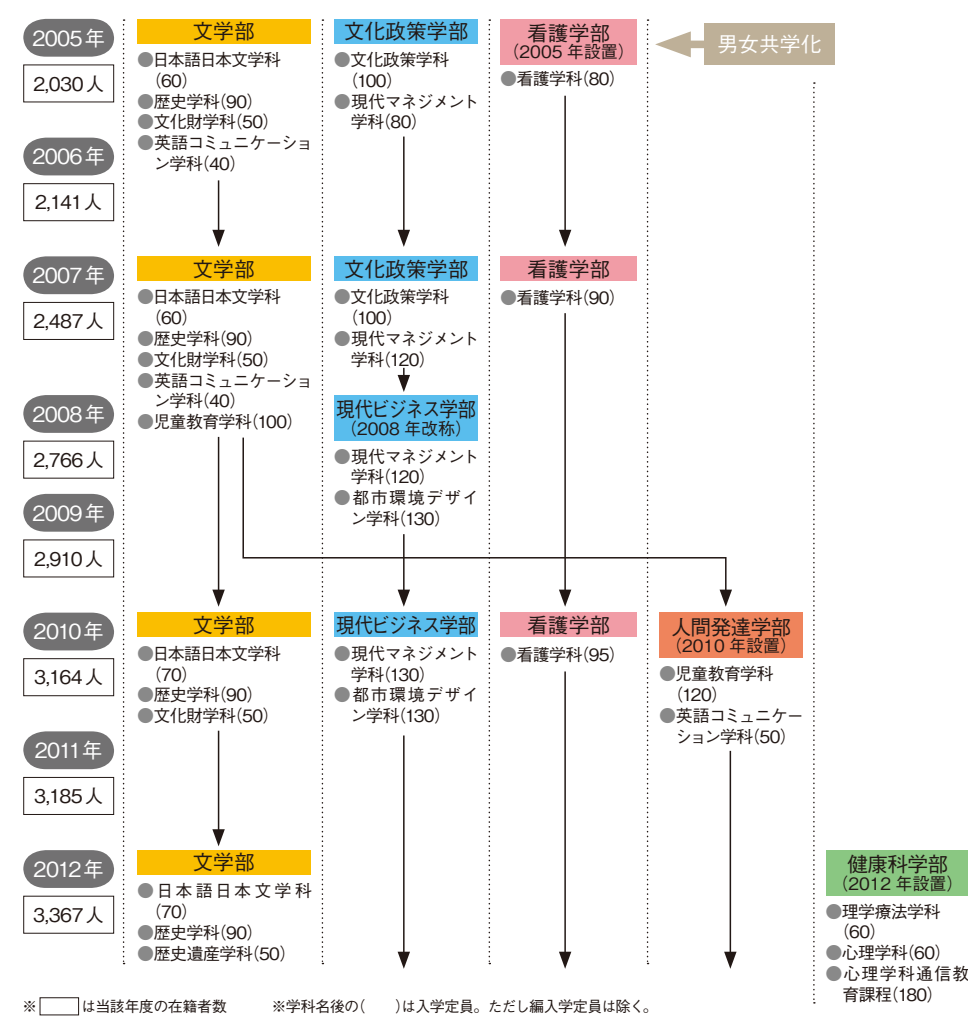 2005年
2,030人
文学部
●日本語日本文学科
(60)
●歴史学科(90)
●文化財学科(50)
●英語コミュニケーショ
ン学科(40)
文化政策学部
●文化政策学科
(100)
●現代マネジメント
学科(80)
看護学部
(2005年設置)
●看護学科(80)
男女共学化
2006年
2,141人
2007年
2,487人
文学部
●日本語日本文学科
(60)
●歴史学科(90)
●文化財学科(50)
●英語コミュニケーショ
ン学科(40)
●児童教育学科(100)
文化政策学部
●文化政策学科
(100)
●現代マネジメント
学科(120)
看護学部
●看護学科(90)
2008年
2,766人
現代ビジネス学部
(2008年改称)
●現代マネジメント
学科(120)
●都市環境デザイ
ン学科(130)
2009年
2,910人
2010年
3,164人
文学部
●日本語日本文学科
(70)
●歴史学科(90)
●文化財学科(50)
現代ビジネス学部
●現代マネジメント
学科(130)
●都市環境デザイ
ン学科(130)
看護学部
●看護学科(95)
人間発達学部
(2010年設置)
●児童教育学科
(120)
●英語コミュニケー
ション学科(50)
2011年
3,185人
2012年
3,367人
文学部
●日本語日本文学科
(70)
●歴史学科(90)
●歴史遺産学科(50)
健康科学部
(2012年設置)
●理学療法学科
(60)
●心理学科(60)
●心理学科通信教
育課程(180)
※□は当該年度の在籍者数　※学科名後の(　)は入学定員。ただし編入学定員は除く。